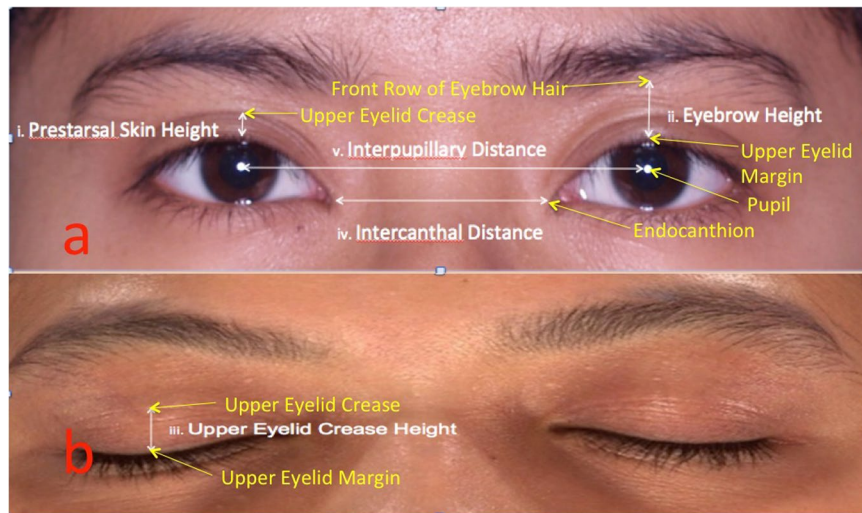 Front Row of Eyebrow Hair
Upper Eyelid Crease
i. Prestarsal Skin Height
ii. Eyebrow Height
v. Interpupillary Distance
Upper Eyelid
Margin
Pupil
iv. Intercanthal Distance
Endocanthion
a
Upper Eyelid Crease
iii. Upper Eyelid Crease Height
Upper Eyelid Margin
b